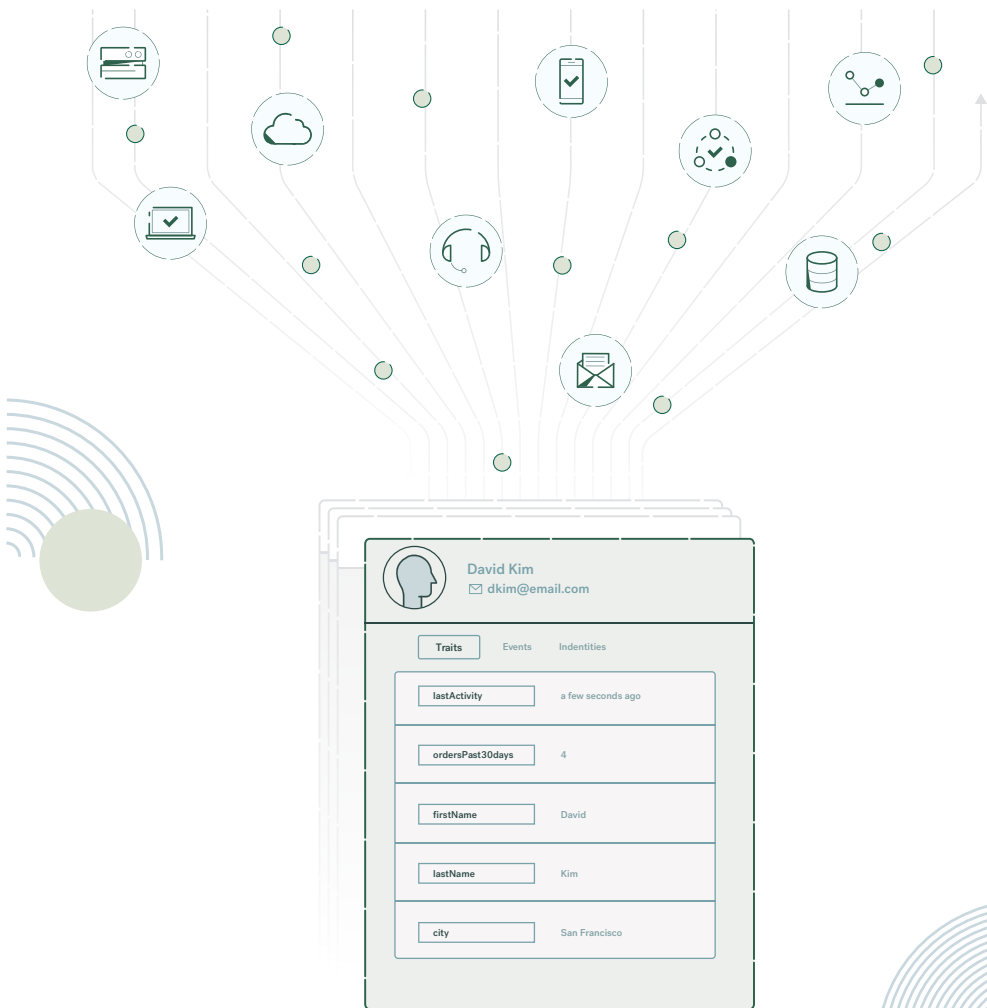 David Kim
dkim@email.com
Traits Events Indentities
lastActivity a few seconds ago
ordersPast30days 4
firstName David
lastName Kim
city San Francisco